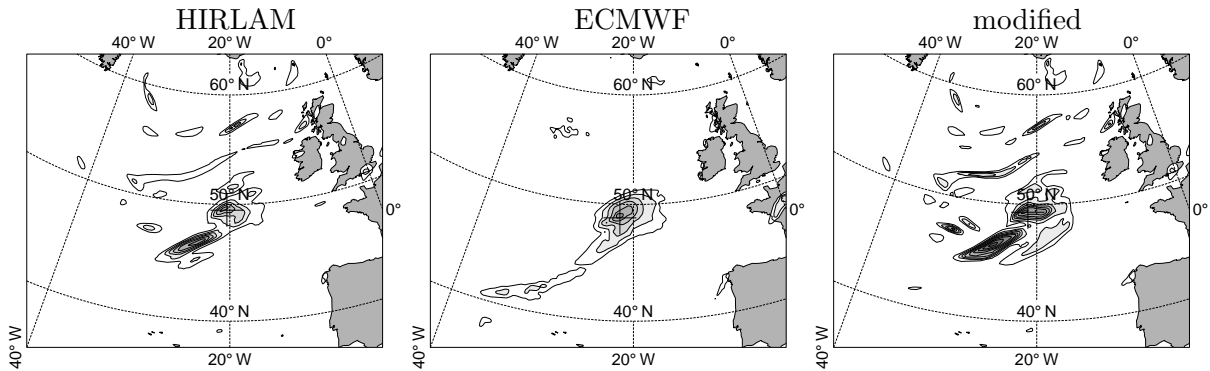 HIRLAM ECMWF modified
40° W 20° W 0° 40° W 20° W 0° 40° W 20° W 0°
60° N 60° N 60° N
50° N 50° N 50° N
0° 0° 0°
40° N 40° N 40° N
40° W 40° W 40° W
20° W 20° W 20° W